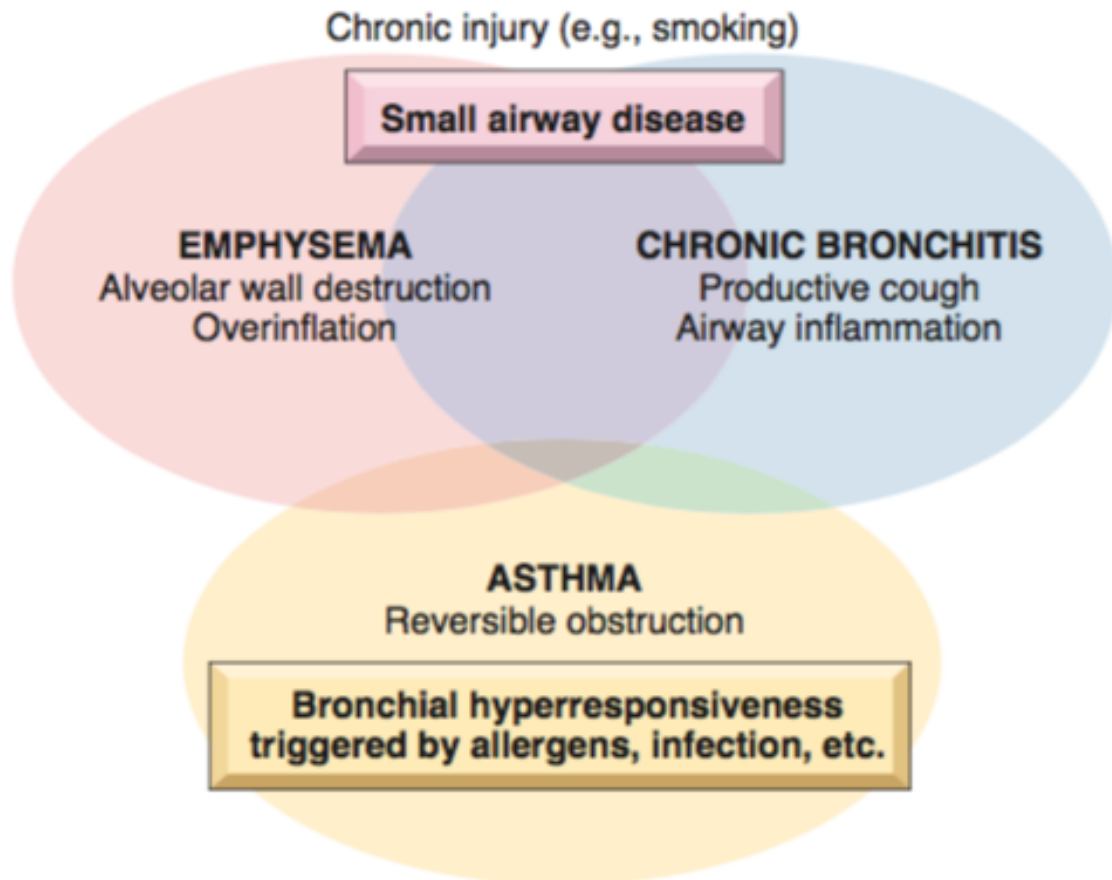 Chronic injury (e.g., smoking)
Small airway disease
EMPHYSEMA
Alveolar wall destruction
Overinflation
CHRONIC BRONCHITIS
Productive cough
Airway inflammation
ASTHMA
Reversible obstruction
Bronchial hyperresponsiveness
triggered by allergens, infection, etc.